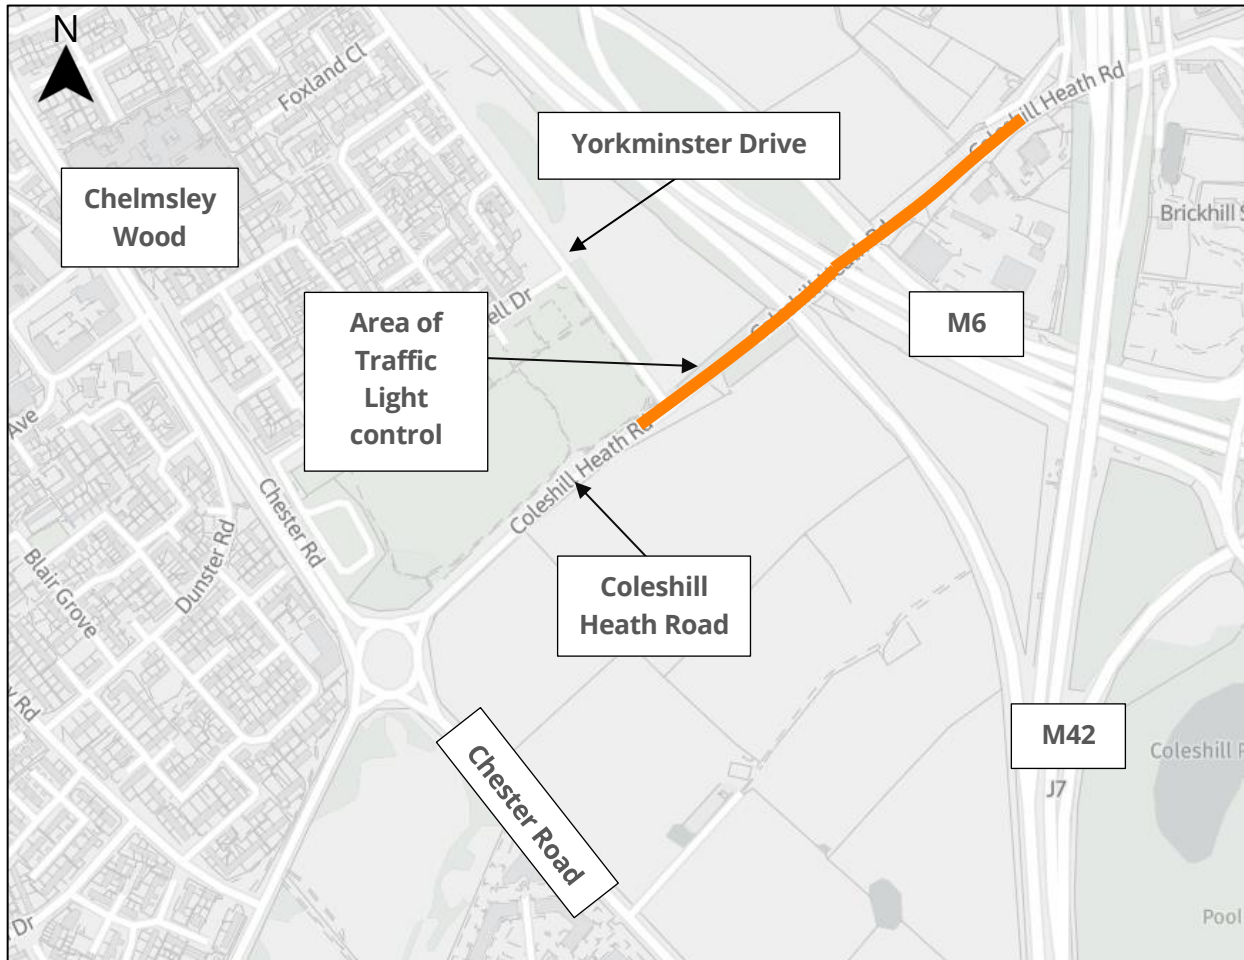 N
Foxland Cl
Coleshill Heath Rd
Yorkminster Drive
Chelmsley
Wood
Brickhill S
ell Dr
Area of
Traffic
Light
control
M6
Ave
Coleshill Heath Rd
Chester Rd
Dunster Rd
Blair Grove
Coleshill
Heath Road
y Rd
M42
Coleshill P
J7
Chester Road
Pool
Dr